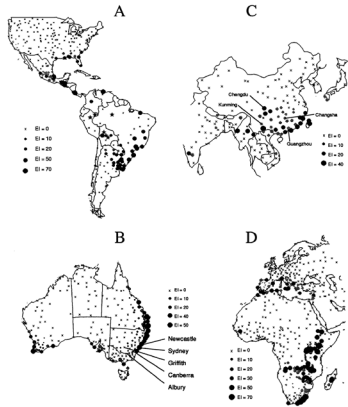 A
EI = 0
EI = 10
EI = 20
EI = 50
EI = 70
C
Chengdu
Kunming
Changsha
Guangzhou
EI = 0
EI = 10
EI = 20
EI = 40
B
EI = 0
EI = 10
EI = 20
EI = 40
EI = 50
Newcastle
Sydney
Griffith
Canberra
Albury
D
EI = 0
EI = 10
EI = 20
EI = 30
EI = 50
EI = 70